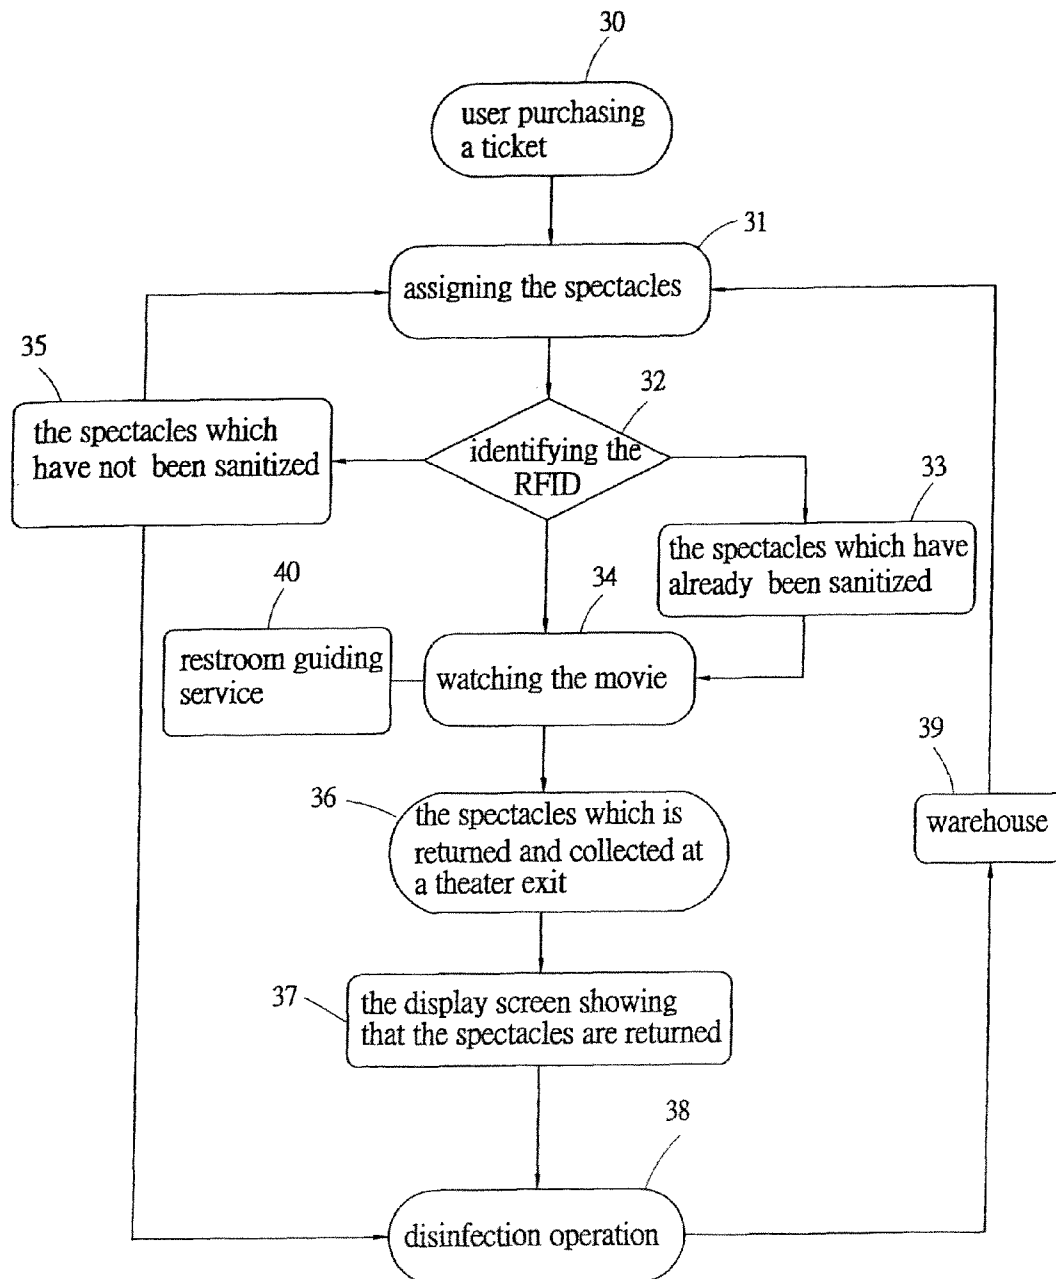 30
user purchasing
a ticket
31
assigning the spectacles
35
the spectacles which
have not been sanitized
32
identifying the
RFID
33
the spectacles which have
already been sanitized
40
restroom guiding
service
34
watching the movie
39
warehouse
36
the spectacles which is
returned and collected at
a theater exit
37
the display screen showing
that the spectacles are returned
38
disinfection operation